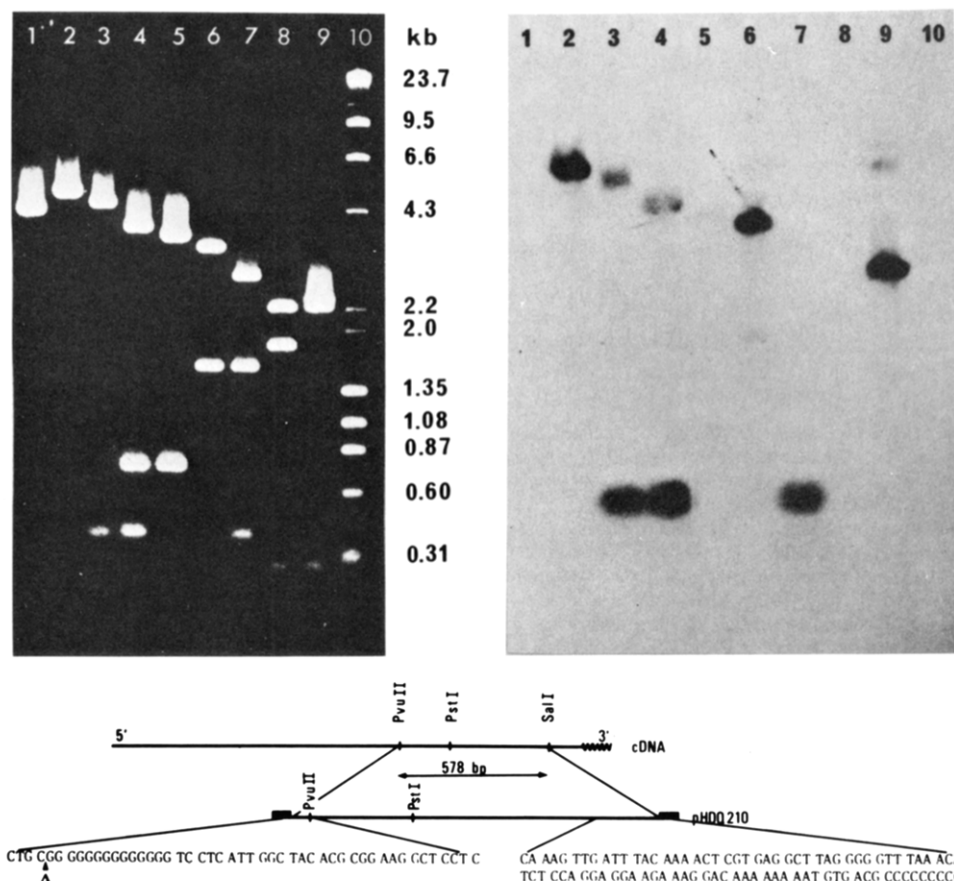 1 2 3 4 5 6 7 8 9 10 kb
23.7
9.5
6.6
4.3
2.2
2.0
1.35
1.08
0.87
0.60
0.31
1 2 3 4 5 6 7 8 9 10
PvuII
PstI
SalI
5'
3'
cDNA
578 bp
PvuII
PstI
pHDQ210
CTG CGG GGGGGGGGGGGGG TC CTC ATT GGC TAC ACG CGG AAG GCT CCT C
CA AAG TTG ATT TAC AAA ACT CGT GAG GCT TAG GGG GTT TAA AC
TCT CCA GGA GGA AGA AAG GAC AAA AAA AAT GTG ACG CCCCCCCC